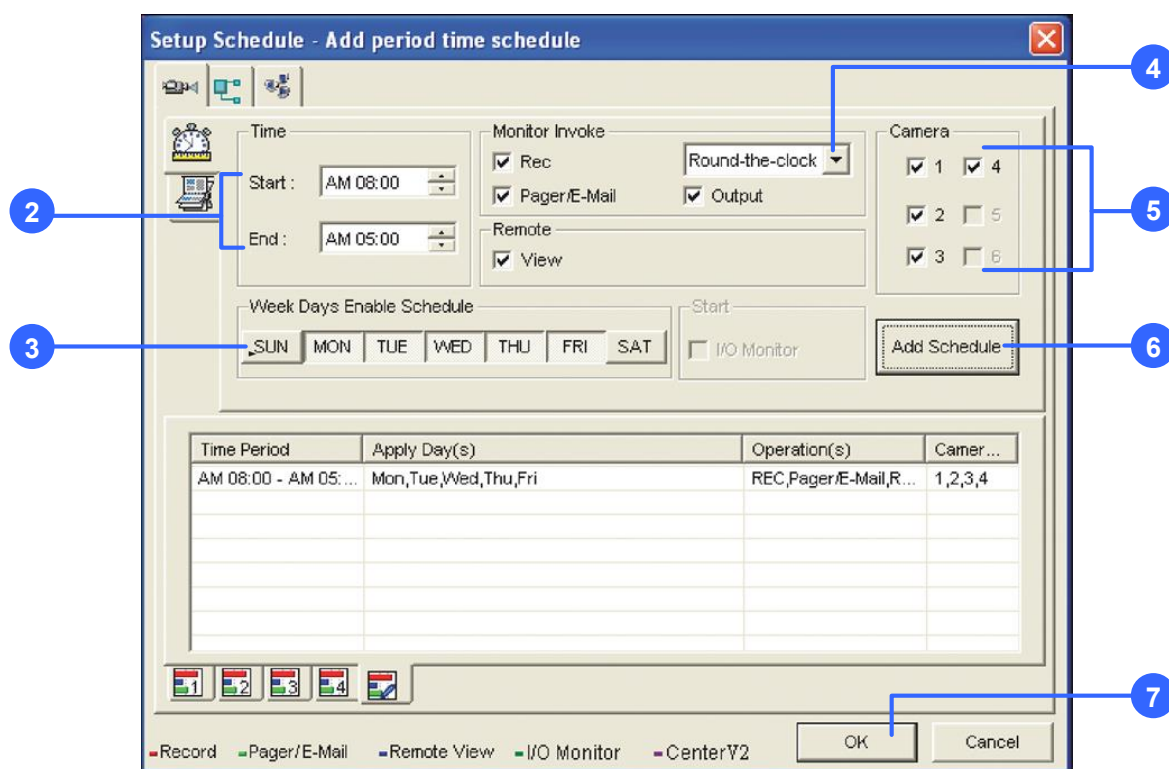 Setup Schedule - Add period time schedule
4
Time
Monitor Invoke
Camera
Rec
Round-the-clock
1
4
Start :
AM 08:00
Pager/E-Mail
Output
2
2
5
5
End :
AM 05:00
Remote
View
3
6
Week Days Enable Schedule
Start
3
SUN MON TUE WED THU FRI SAT
I/O Monitor
Add Schedule
6
Time Period Apply Day(s) Operation(s) Camer...
AM 08:00 - AM 05:... Mon,Tue,Wed,Thu,Fri REC,Pager/E-Mail,R... 1,2,3,4
1 2 3 4
7
OK
Cancel
Record Pager/E-Mail Remote View I/O Monitor CenterV2